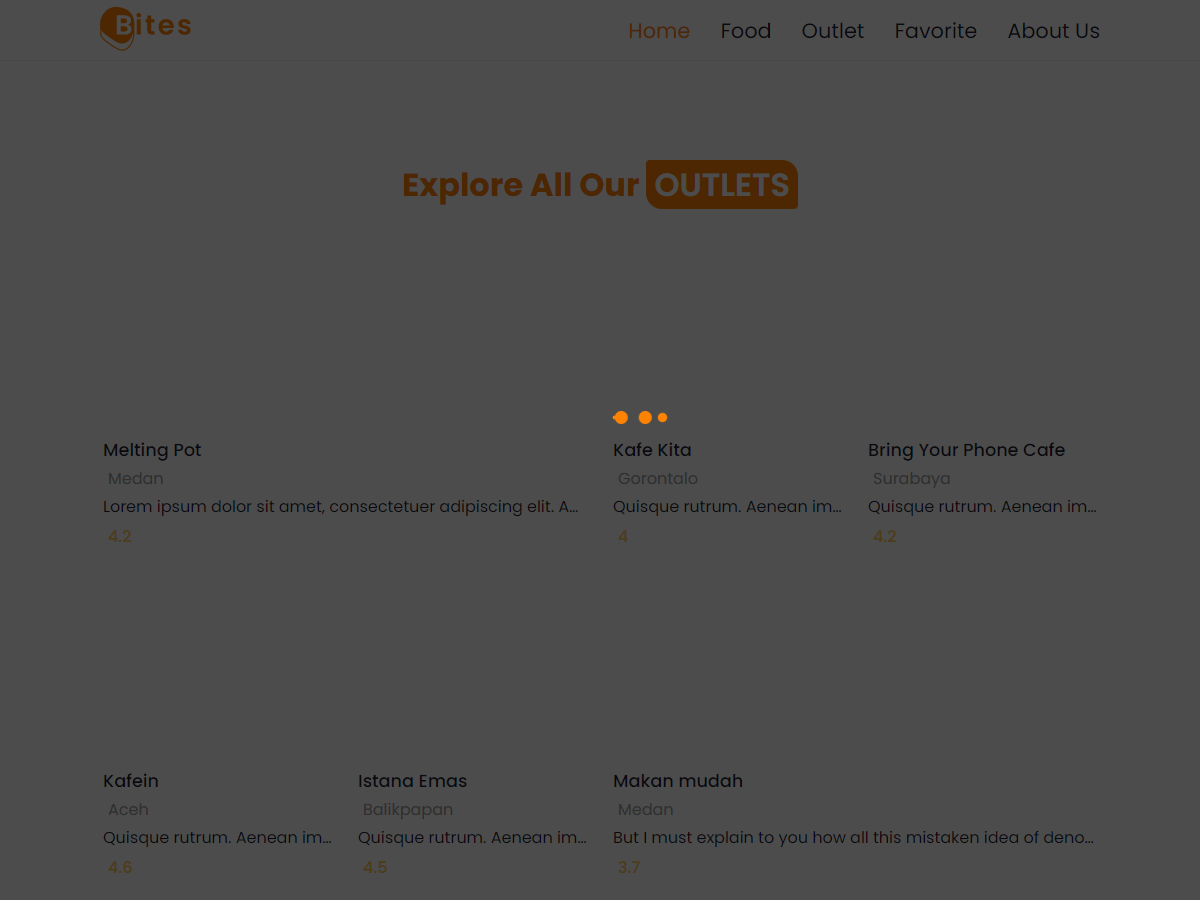 Bites
Home Food Outlet Favorite About Us
Explore All Our OUTLETS
Melting Pot
Medan
Lorem ipsum dolor sit amet, consectetuer adipiscing elit. A...
4.2
Kafe Kita
Gorontalo
Quisque rutrum. Aenean im...
4
Bring Your Phone Cafe
Surabaya
Quisque rutrum. Aenean im...
4.2
Kafein
Aceh
Quisque rutrum. Aenean im...
4.6
Istana Emas
Balikpapan
Quisque rutrum. Aenean im...
4.5
Makan mudah
Medan
But I must explain to you how all this mistaken idea of deno...
3.7